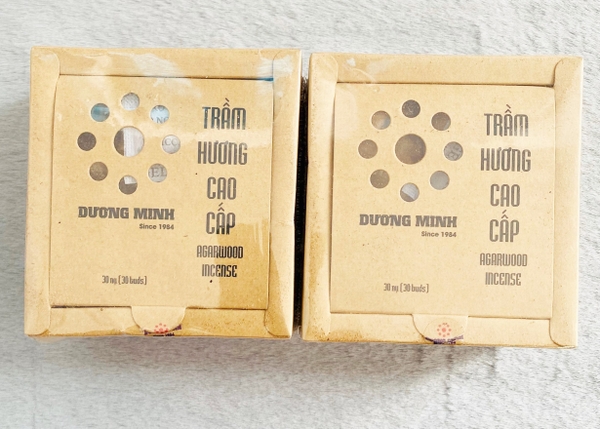 TRẦM
HƯƠNG
CAO
CẤP
AGARWOOD
INCENSE
DƯƠNG MINH
Since 1984
30 nụ (30 buds)
TRẦM
HƯƠNG
CAO
CẤP
AGARWOOD
INCENSE
DƯƠNG MINH
Since 1984
30 nụ (30 buds)